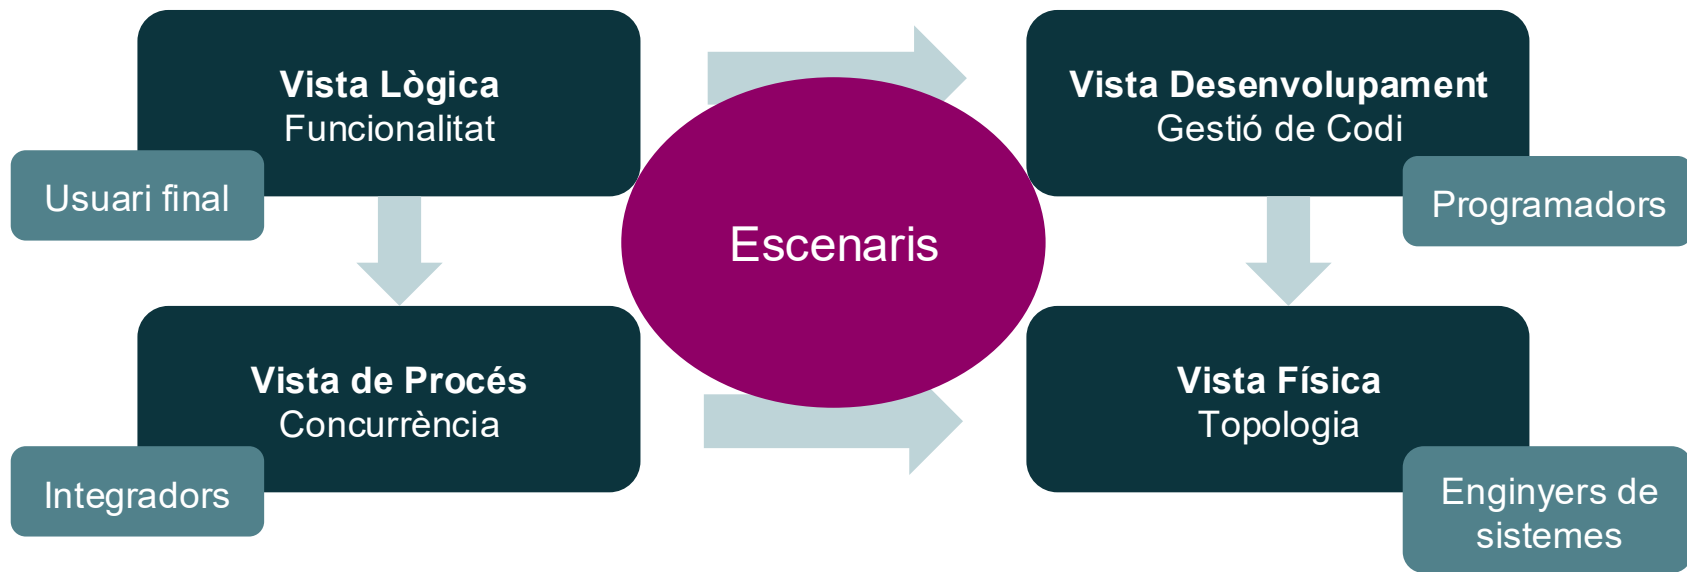 Vista Lògica
Funcionalitat
Usuari final
Vista Desenvolupament
Gestió de Codi
Programadors
Escenaris
Vista de Procés
Concurrència
Integradors
Vista Física
Topologia
Enginyers de
sistemes